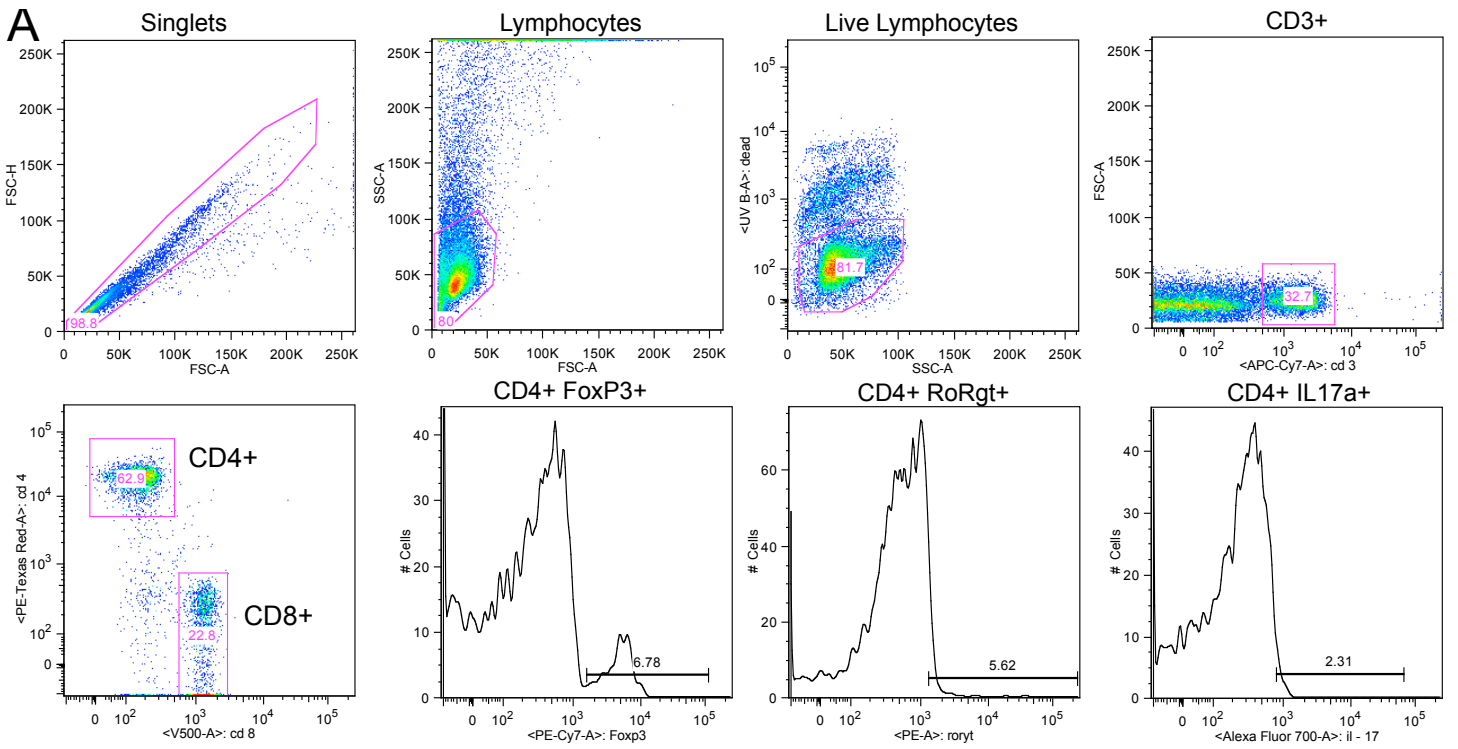 A
Singlets
Lymphocytes
Live Lymphocytes
CD3+
250K
200K
150K
100K
50K
0
FSC-H
98.8
0 50K 100K 150K 200K 250K
FSC-A
250K
200K
150K
100K
50K
0
SSC-A
80
0 50K 100K 150K 200K 250K
FSC-A
10^5
10^4
10^3
10^2
0
<UV B-A>: dead
81.7
0 50K 100K 150K 200K 250K
SSC-A
250K
200K
150K
100K
50K
0
FSC-A
32.7
0 10^2 10^3 10^4 10^5
<APC-Cy7-A>: cd 3
10^5
10^4
10^3
10^2
0
<PE-Texas Red-A>: cd 4
62.9
CD4+
CD8+
22.8
0 10^2 10^3 10^4 10^5
<V500-A>: cd 8
CD4+ FoxP3+
40
30
20
10
0
# Cells
6.78
0 10^2 10^3 10^4 10^5
<PE-Cy7-A>: Foxp3
CD4+ RoRgt+
60
40
20
0
# Cells
5.62
0 10^2 10^3 10^4 10^5
<PE-A>: roryt
CD4+ IL17a+
40
30
20
10
0
# Cells
2.31
0 10^2 10^3 10^4 10^5
<Alexa Fluor 700-A>: il - 17